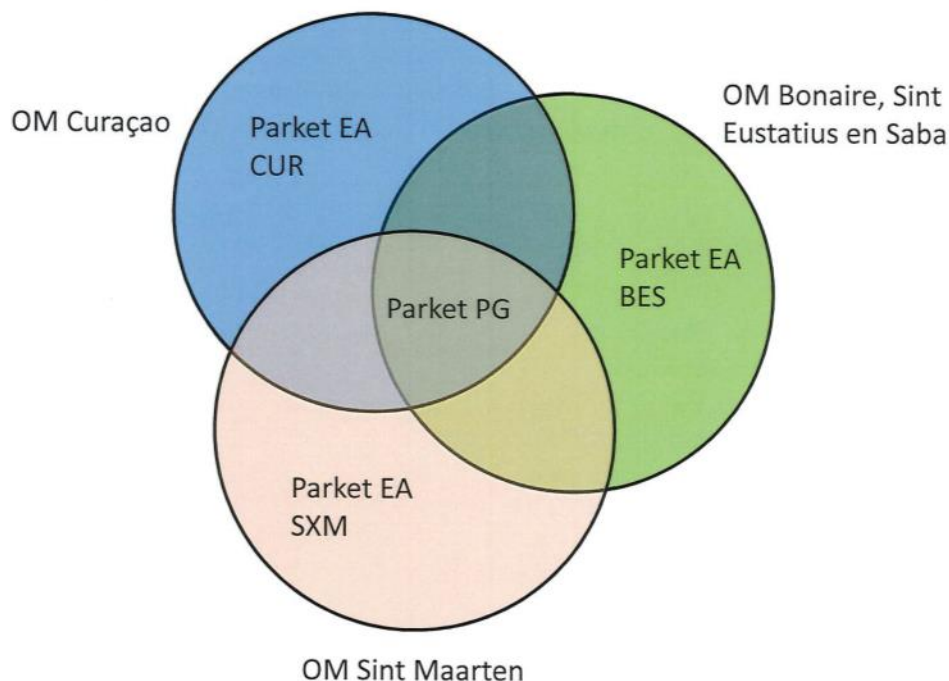 OM Curaçao
Parket EA
CUR
OM Bonaire, Sint
Eustatius en Saba
Parket EA
BES
Parket PG
Parket EA
SXM
OM Sint Maarten